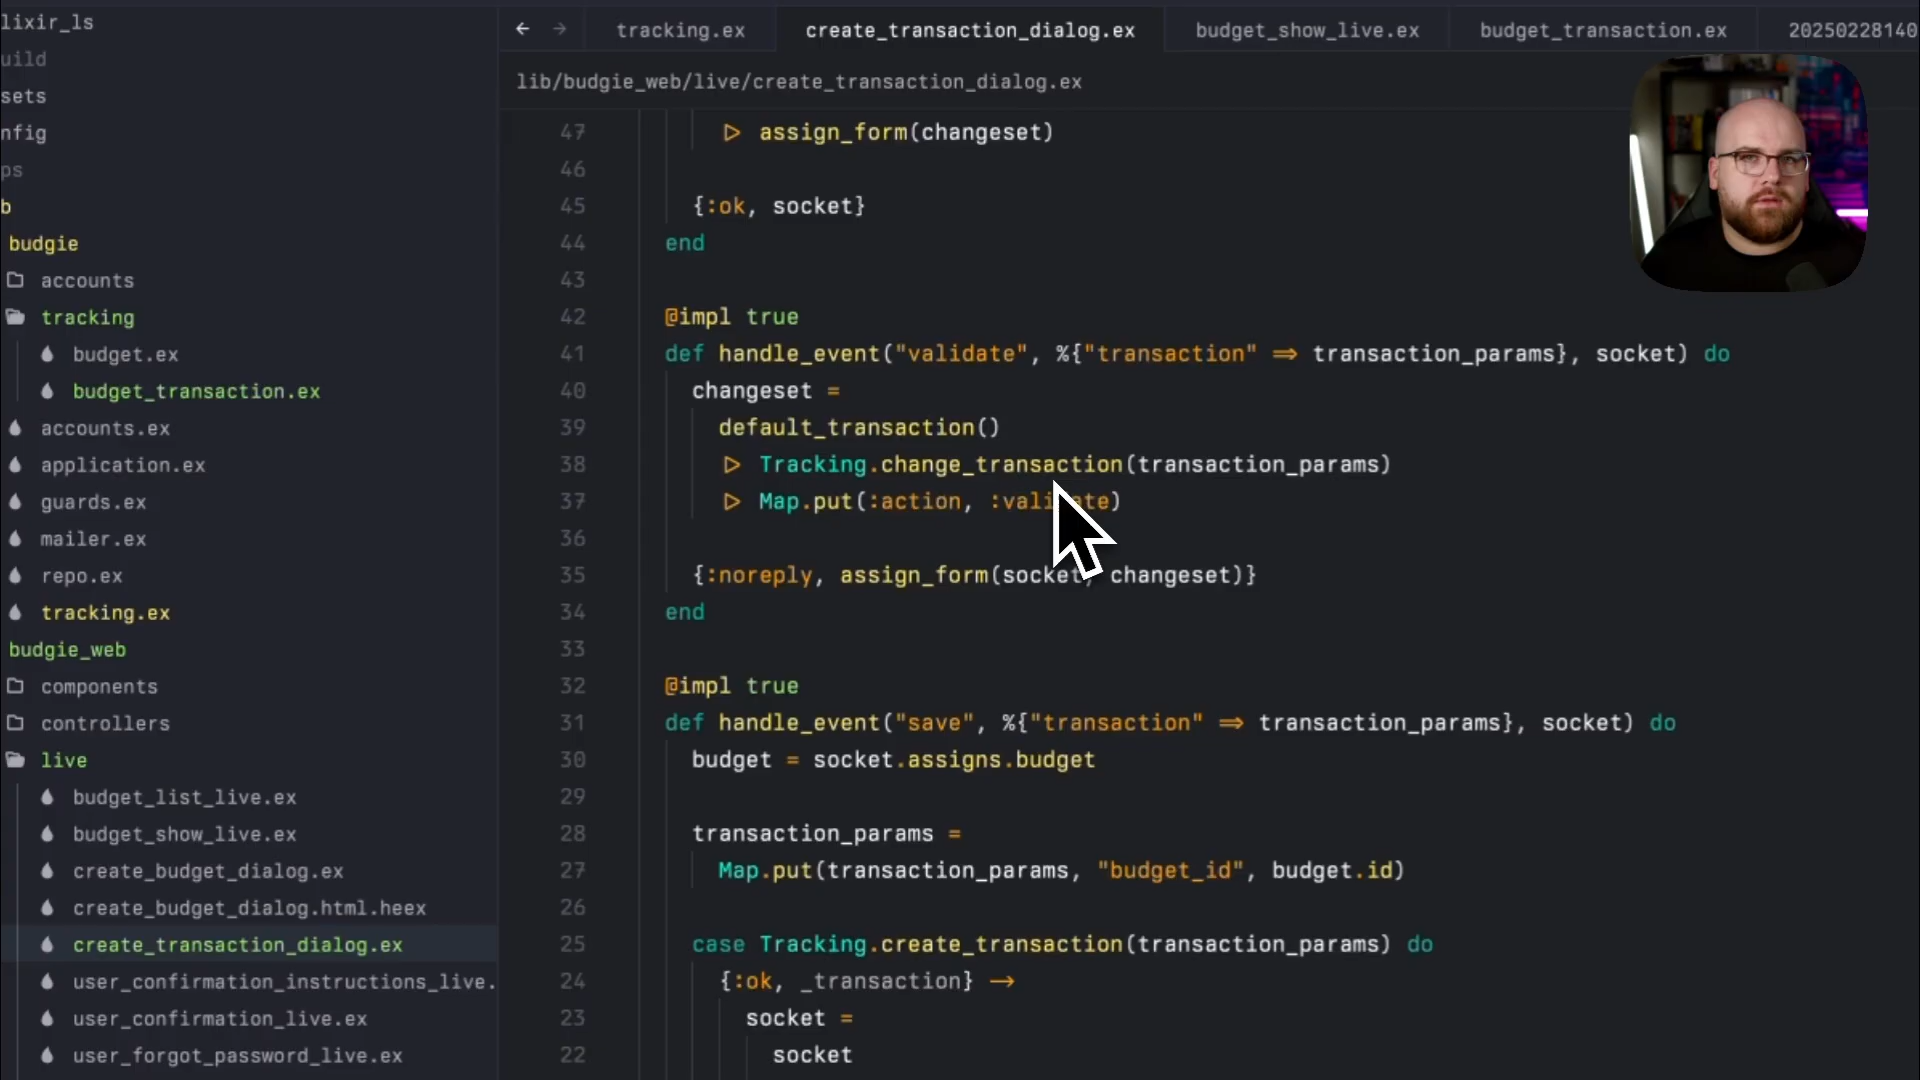 lixir_ls
uild
sets
nfig
ps
b
budgie
accounts
tracking
budget.ex
budget_transaction.ex
accounts.ex
application.ex
guards.ex
mailer.ex
repo.ex
tracking.ex
budgie_web
components
controllers
live
budget_list_live.ex
budget_show_live.ex
create_budget_dialog.ex
create_budget_dialog.html.heex
create_transaction_dialog.ex
user_confirmation_instructions_live.
user_confirmation_live.ex
user_forgot_password_live.ex
← → tracking.ex create_transaction_dialog.ex budget_show_live.ex budget_transaction.ex 20250228140
lib/budgie_web/live/create_transaction_dialog.ex
47 |> assign_form(changeset)
46
45 {:ok, socket}
44 end
43
42 @impl true
41 def handle_event("validate", %{"transaction" => transaction_params}, socket) do
40 changeset =
39 default_transaction()
38 |> Tracking.change_transaction(transaction_params)
37 |> Map.put(:action, :validate)
36
35 {:noreply, assign_form(socket, changeset)}
34 end
33
32 @impl true
31 def handle_event("save", %{"transaction" => transaction_params}, socket) do
30 budget = socket.assigns.budget
29
28 transaction_params =
27 Map.put(transaction_params, "budget_id", budget.id)
26
25 case Tracking.create_transaction(transaction_params) do
24 {:ok, _transaction} ->
23 socket =
22 socket